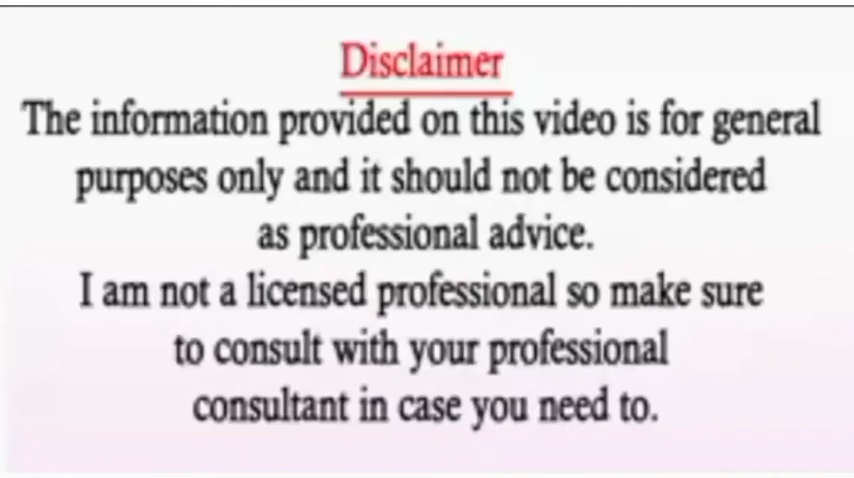 Disclaimer
The information provided on this video is for general
purposes only and it should not be considered
as professional advice.
I am not a licensed professional so make sure
to consult with your professional
consultant in case you need to.